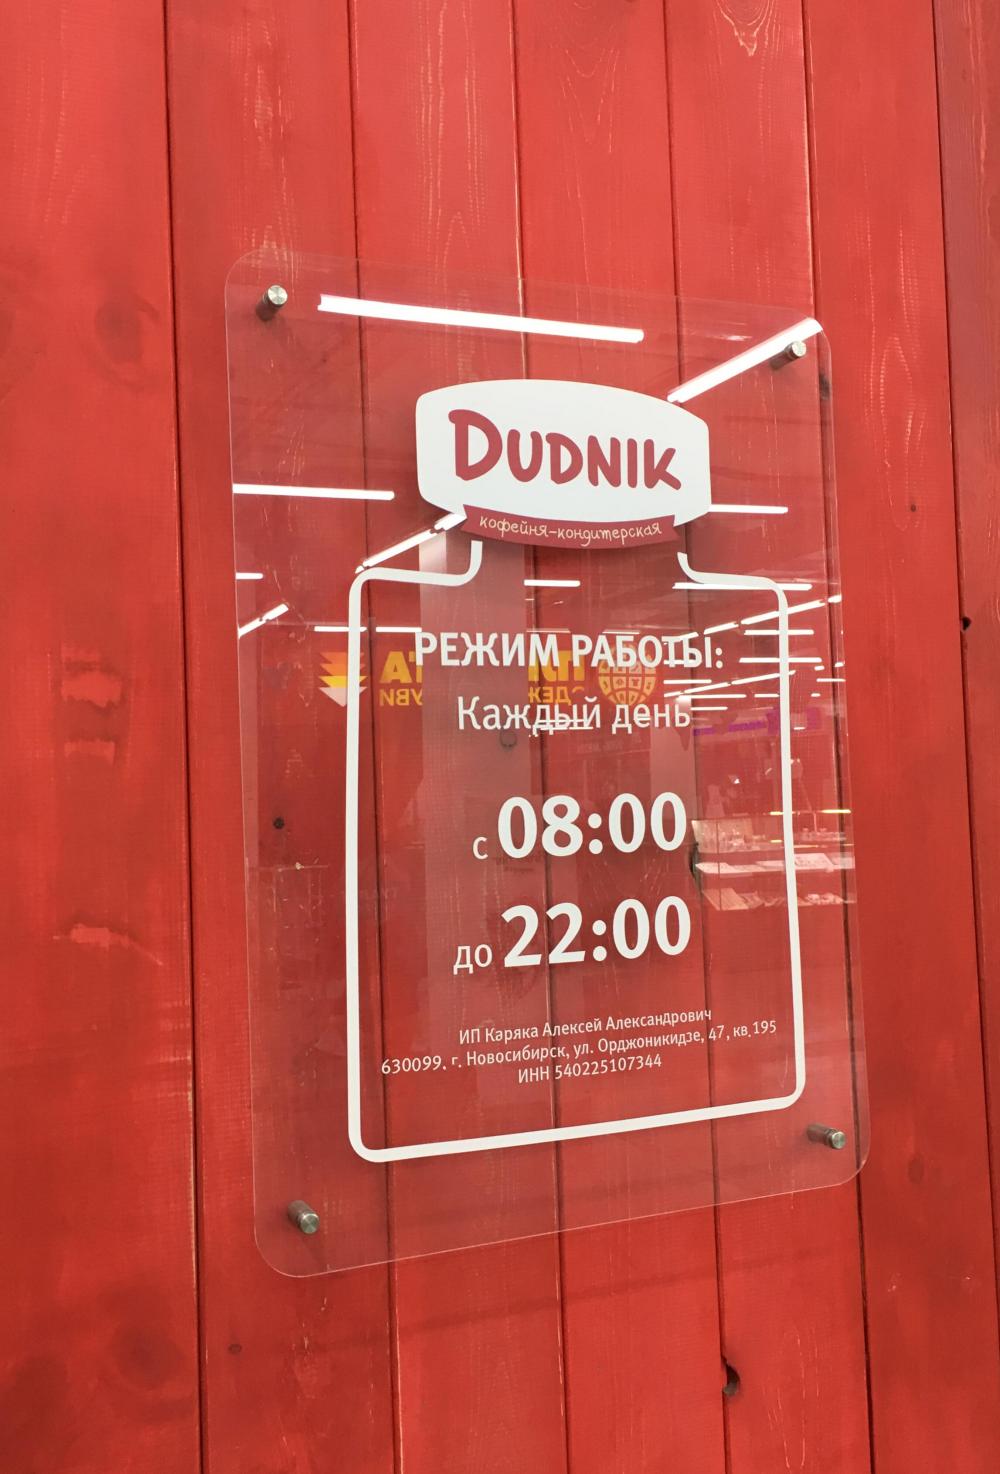 DUDNIK
кофейня-кондитерская
РЕЖИМ РАБОТЫ:
Каждый день
с 08:00
до 22:00
ИП Каряка Алексей Александрович
630099, г. Новосибирск, ул. Орджоникидзе, 47, кв.195
ИНН 540225107344